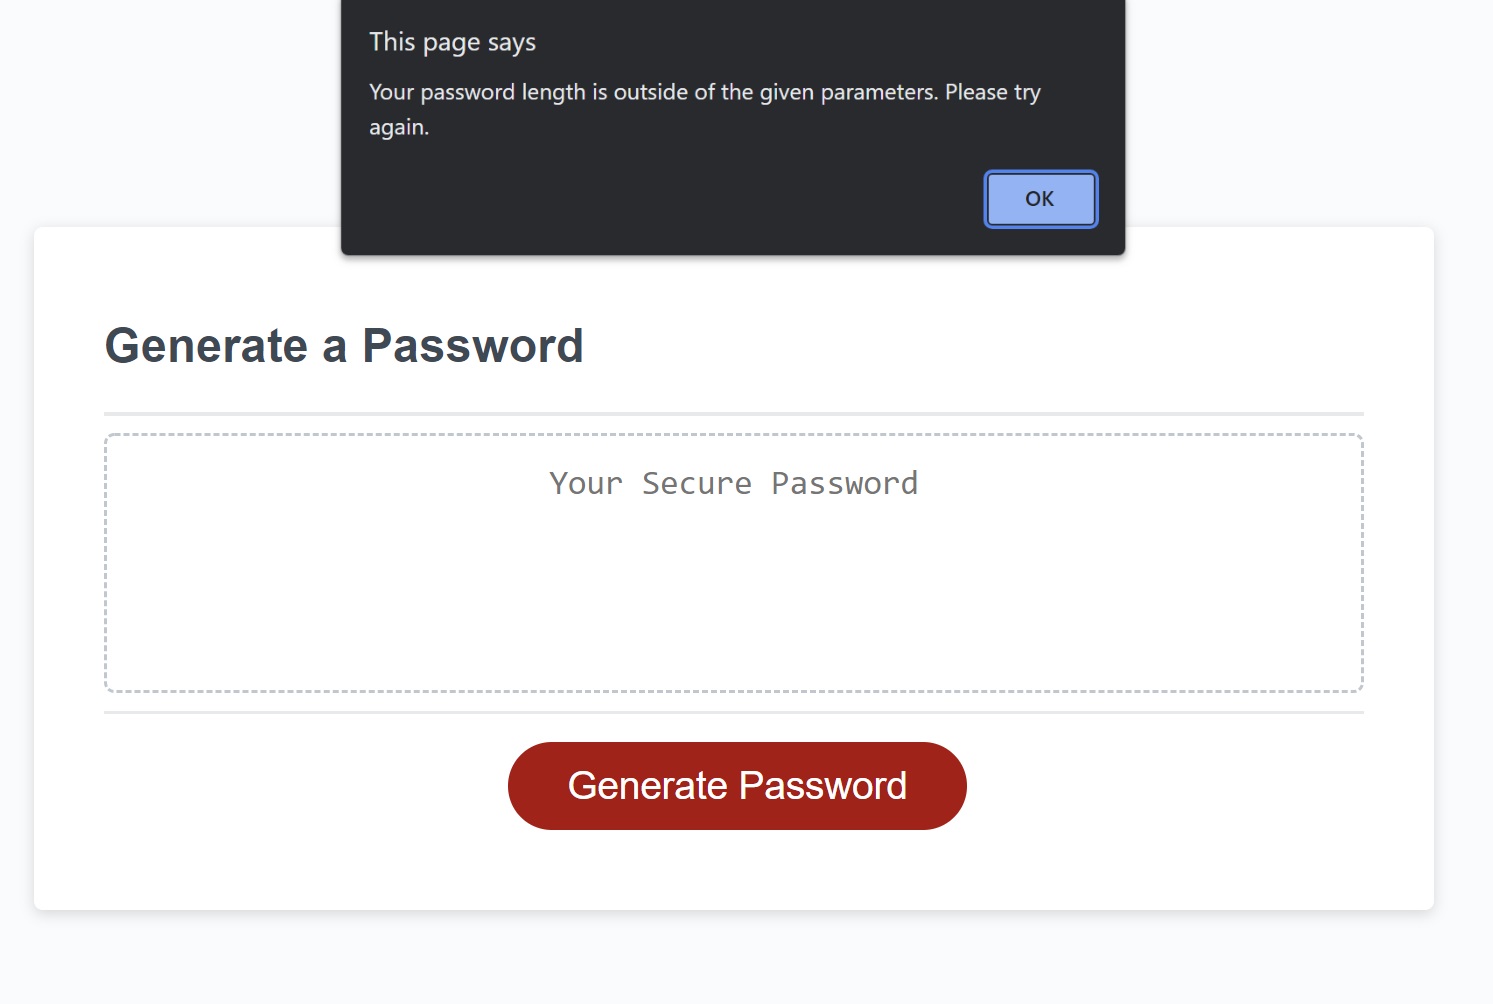 This page says
Your password length is outside of the given parameters. Please try
again.
OK
Generate a Password
Your Secure Password
Generate Password